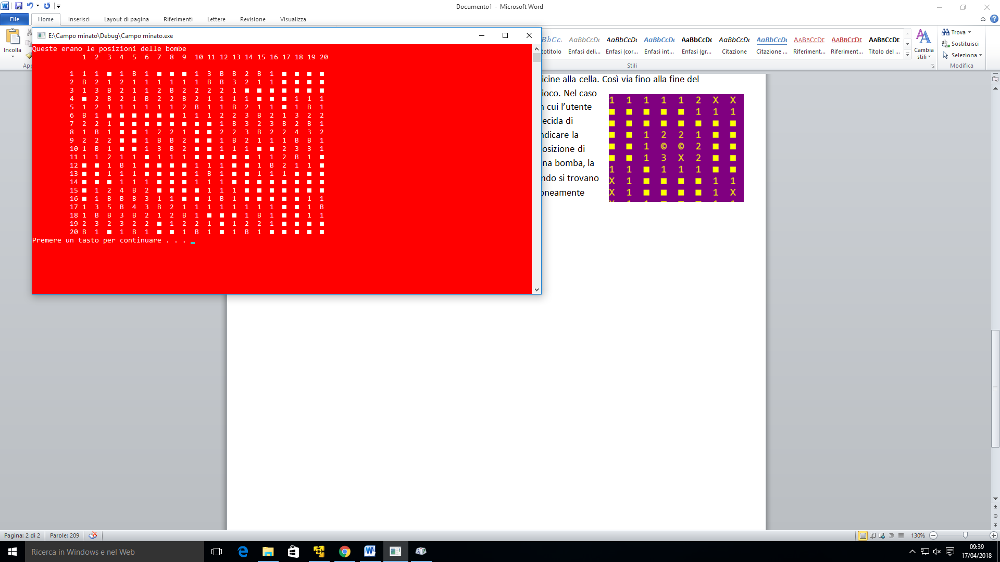 Documento1 - Microsoft Word
File Home Inserisci Layout di pagina Riferimenti Lettere Revisione Visualizza
E:\Campo minato\Debug\Campo minato.exe
Incolla
AaBbCcDc AaBbCcDc AaBbCcDc AaBbCcDc AaBbCcDc AaBbCcDc AABBCCDE AABBCCDE AABBCCDE
Enfasi deli... Enfasi (cor... Enfasi int... Enfasi (gr... Citazione Citazione ... Riferiment... Riferiment... Titolo del ...
Cambia stili
Trova
Sostituisci
Seleziona
Stili
Modifica
Queste erano le posizioni delle bombe
1 2 3 4 5 6 7 8 9 10 11 12 13 14 15 16 17 18 19 20
1 1 1 ■ 1 B 1 ■ ■ ■ 1 3 B B 2 B 1 ■ ■ ■ ■
2 B 2 1 2 1 1 1 1 1 1 B B 3 2 1 1 ■ ■ ■ ■
3 1 3 B 2 1 1 2 B 2 2 2 2 1 ■ ■ ■ ■ ■ ■ ■
4 ■ 2 B 2 1 B 2 2 B 2 1 1 1 1 ■ ■ ■ 1 1 1
5 1 2 1 1 1 1 1 1 2 B 1 1 B 2 1 1 ■ 1 B 1
6 B 1 ■ ■ ■ ■ ■ ■ 1 1 1 2 2 3 B 2 1 3 2 2
7 2 2 1 ■ ■ ■ ■ ■ ■ ■ ■ 1 B 3 2 3 B 2 B 1
8 1 B 1 ■ ■ 1 2 2 1 ■ ■ 2 2 3 B 2 2 4 3 2
9 2 2 2 ■ ■ 1 B B 2 ■ ■ 1 B 2 1 1 1 B B 1
10 1 B 1 ■ ■ 1 3 B 2 ■ ■ 1 1 1 ■ ■ 2 3 3 1
11 1 1 2 1 1 ■ 1 1 1 ■ ■ ■ ■ ■ 1 1 2 B 1 ■
12 ■ ■ 1 B 1 ■ ■ ■ ■ 1 1 1 ■ ■ 1 B 2 1 1 ■
13 ■ ■ 1 1 1 ■ ■ ■ ■ 1 B 1 ■ ■ 1 1 1 ■ ■ ■
14 ■ ■ ■ 1 1 1 ■ ■ ■ 1 1 1 ■ ■ ■ ■ ■ ■ ■ ■
15 ■ 1 2 4 B 2 ■ ■ ■ ■ 1 1 1 ■ ■ ■ ■ ■ ■ ■
16 ■ 1 B B B 3 1 1 ■ ■ 1 B 1 ■ ■ ■ ■ ■ 1 1
17 1 3 5 B 4 3 B 2 1 1 1 1 1 1 1 1 ■ ■ 1 B
18 1 B B 3 B 2 1 2 B 1 ■ ■ ■ 1 B 1 ■ ■ 1 1
19 2 3 2 3 2 2 ■ 1 2 2 1 ■ 1 2 2 1 ■ ■ ■ ■
20 B 1 ■ 1 B 1 ■ ■ 1 B 1 ■ 1 B 1 ■ ■ ■ ■ ■
Premere un tasto per continuare . . .
alla cella. Così via fino alla fine del
Nel caso
cui l’utente
di
la
di
bomba, la
si trovano
1 1 1 1 1 2 X X
■ ■ ■ ■ ■ 1 1 1
■ ■ ■ ■ ■ ■ ■ ■
■ ■ 1 2 2 1 ■ ■
■ ■ 1 © © 2 ■ ■
■ ■ 1 3 X 2 ■ ■
1 1 ■ 1 1 1 ■ ■
X 1 ■ ■ ■ ■ 1 1
X 1 ■ ■ ■ ■ 1 X
Pagina: 2 di 2 Parole: 209
130%
Ricerca in Windows e nel Web
09:39
17/04/2018